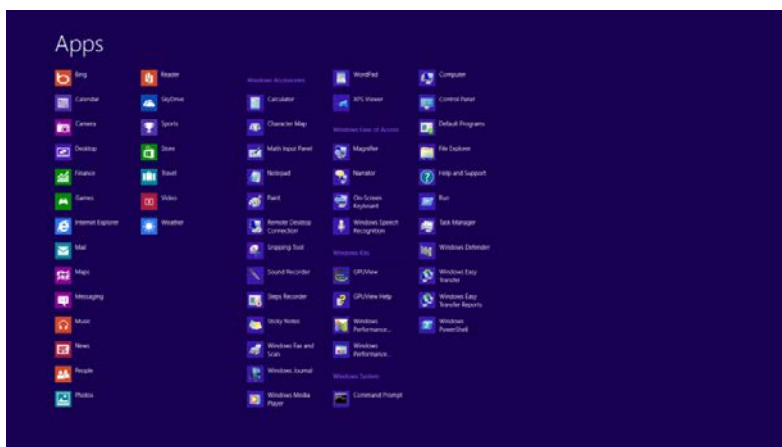 Apps
Bing
Calendar
Camera
Desktop
Finance
Games
Internet Explorer
Mail
Maps
Messaging
Music
News
People
Photos
Reader
SkyDrive
Sports
Store
Travel
Video
Weather
Windows Accessories
Calculator
Character Map
Math Input Panel
Notepad
Paint
Remote Desktop
Connection
Snipping Tool
Sound Recorder
Steps Recorder
Sticky Notes
Windows Fax and
Scan
Windows Journal
Windows Media
Player
WordPad
XPS Viewer
Windows Ease of Access
Magnifier
Narrator
On-Screen
Keyboard
Windows Speech
Recognition
Windows Kits
GPUView
GPUView Help
Windows
Performance...
Windows
Performance...
Windows System
Command Prompt
Computer
Control Panel
Default Programs
File Explorer
Help and Support
Run
Task Manager
Windows Defender
Windows Easy
Transfer
Windows Easy
Transfer Reports
Windows
PowerShell